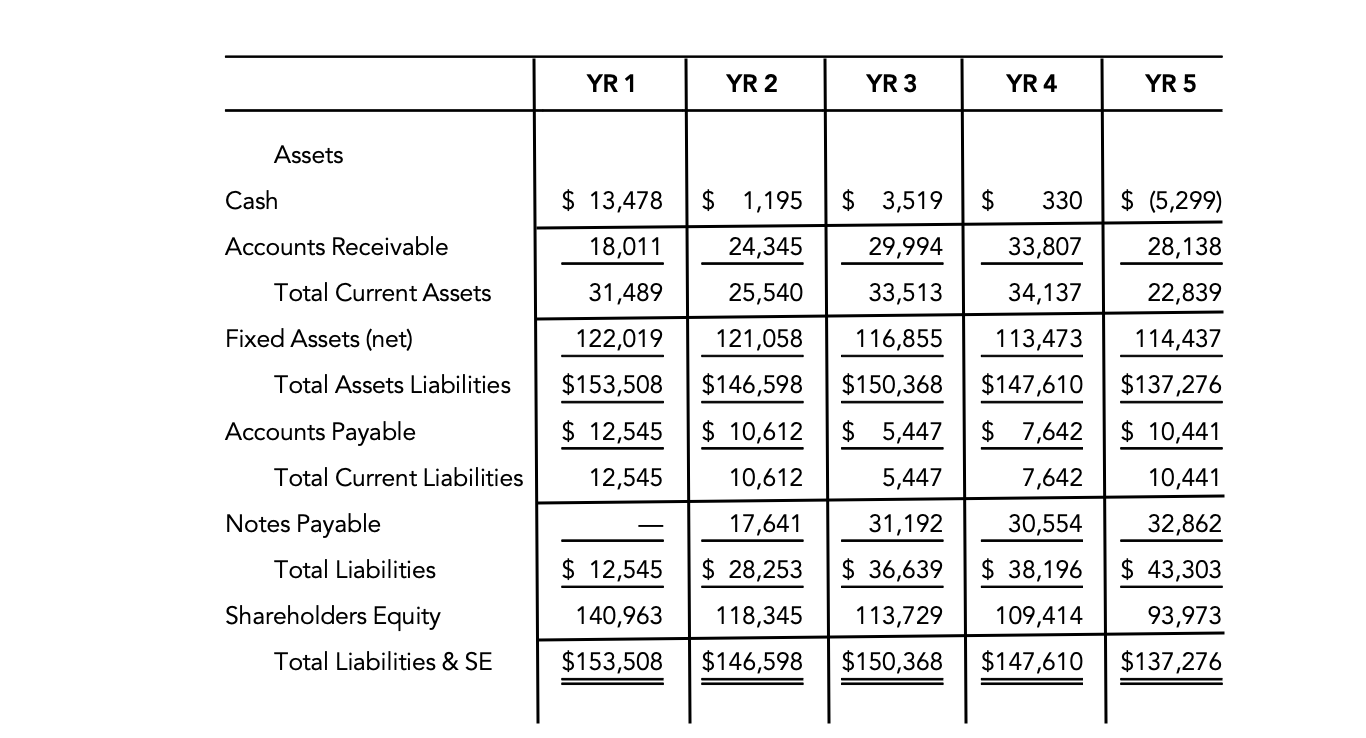 YR 1 YR 2 YR 3 YR 4 YR 5
Assets
Cash $ 13,478 $ 1,195 $ 3,519 $ 330 $ (5,299)
Accounts Receivable 18,011 24,345 29,994 33,807 28,138
Total Current Assets 31,489 25,540 33,513 34,137 22,839
Fixed Assets (net) 122,019 121,058 116,855 113,473 114,437
Total Assets Liabilities $153,508 $146,598 $150,368 $147,610 $137,276
Accounts Payable $ 12,545 $ 10,612 $ 5,447 $ 7,642 $ 10,441
Total Current Liabilities 12,545 10,612 5,447 7,642 10,441
Notes Payable — 17,641 31,192 30,554 32,862
Total Liabilities $ 12,545 $ 28,253 $ 36,639 $ 38,196 $ 43,303
Shareholders Equity 140,963 118,345 113,729 109,414 93,973
Total Liabilities & SE $153,508 $146,598 $150,368 $147,610 $137,276